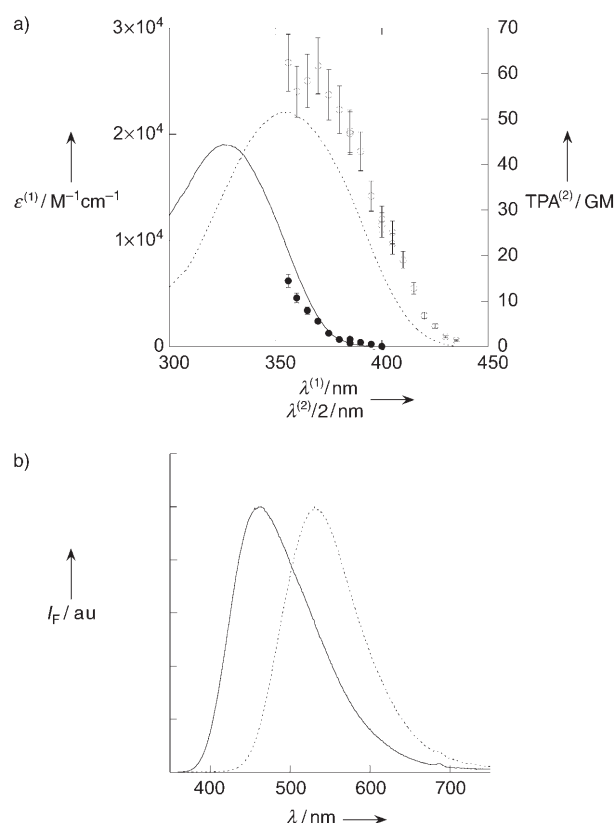 a)
3×10⁴
2×10⁴
1×10⁴
0
ε⁽¹⁾ / M⁻¹cm⁻¹
70
60
50
40
30
20
10
0
TPA⁽²⁾/ GM
300
350
400
450
λ⁽¹⁾/ nm
λ⁽²⁾/2 / nm
b)
I_F / au
400
500
600
700
λ / nm